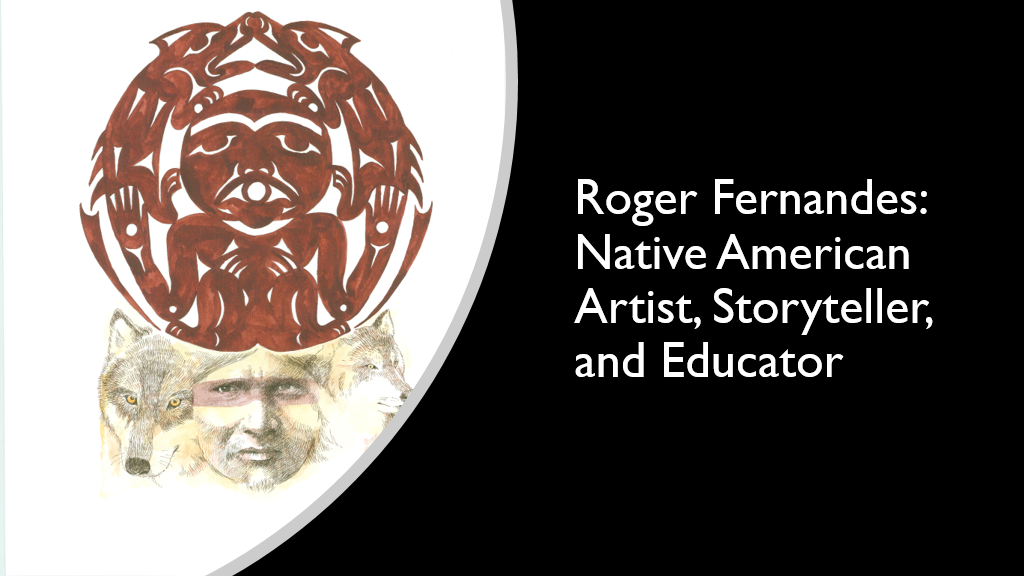 Roger Fernandes:
Native American
Artist, Storyteller,
and Educator